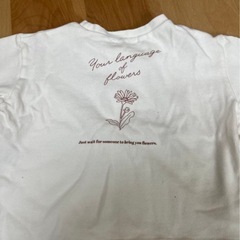 Your language
of
flowers
Just wait for someone to bring you flowers.